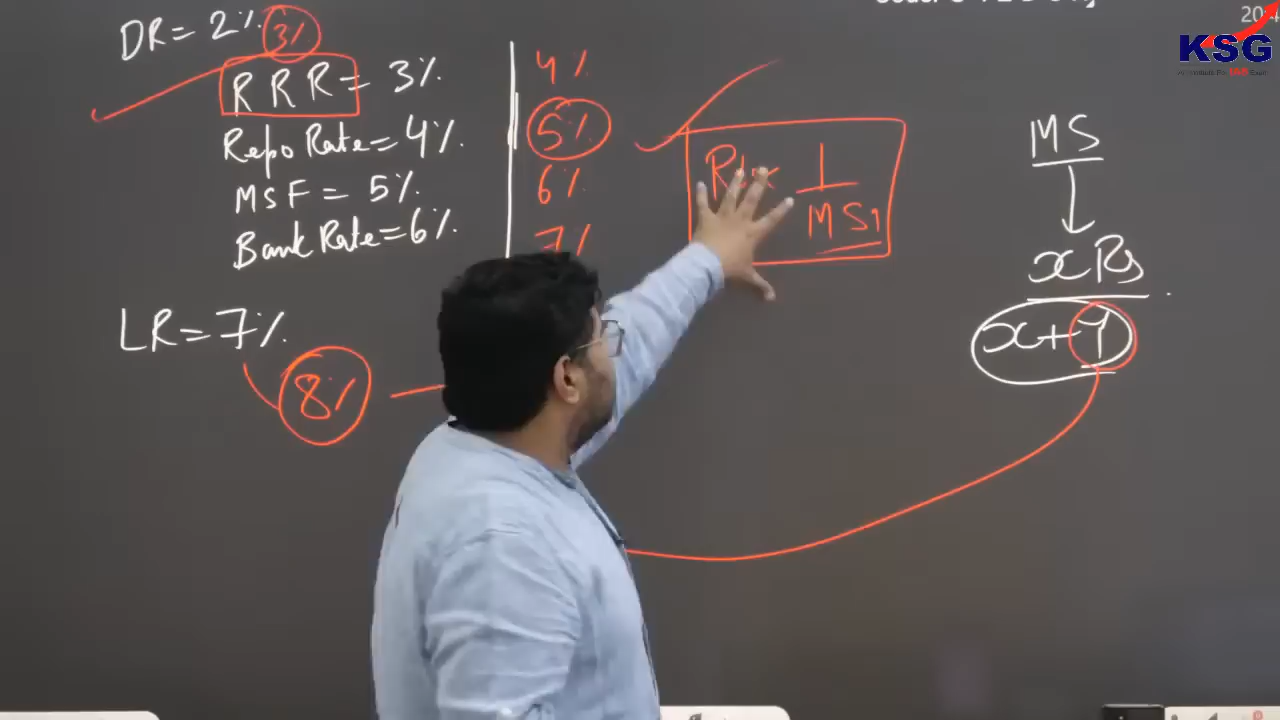 DR = 2% 3%
RRR = 3% 4%
Repo Rate = 4% 5%
MSF = 5% 6%
Bank Rate = 6% 7%
LR = 7%
8%
1
MS↑
MS
↓
x Rs
x + Y
KSG